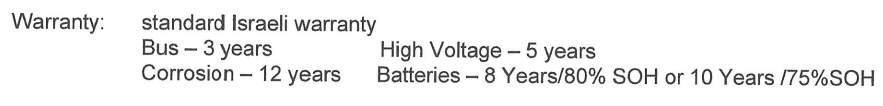 Warranty: standard Israeli warranty
Bus – 3 years High Voltage – 5 years
Corrosion – 12 years Batteries – 8 Years/80% SOH or 10 Years /75%SOH